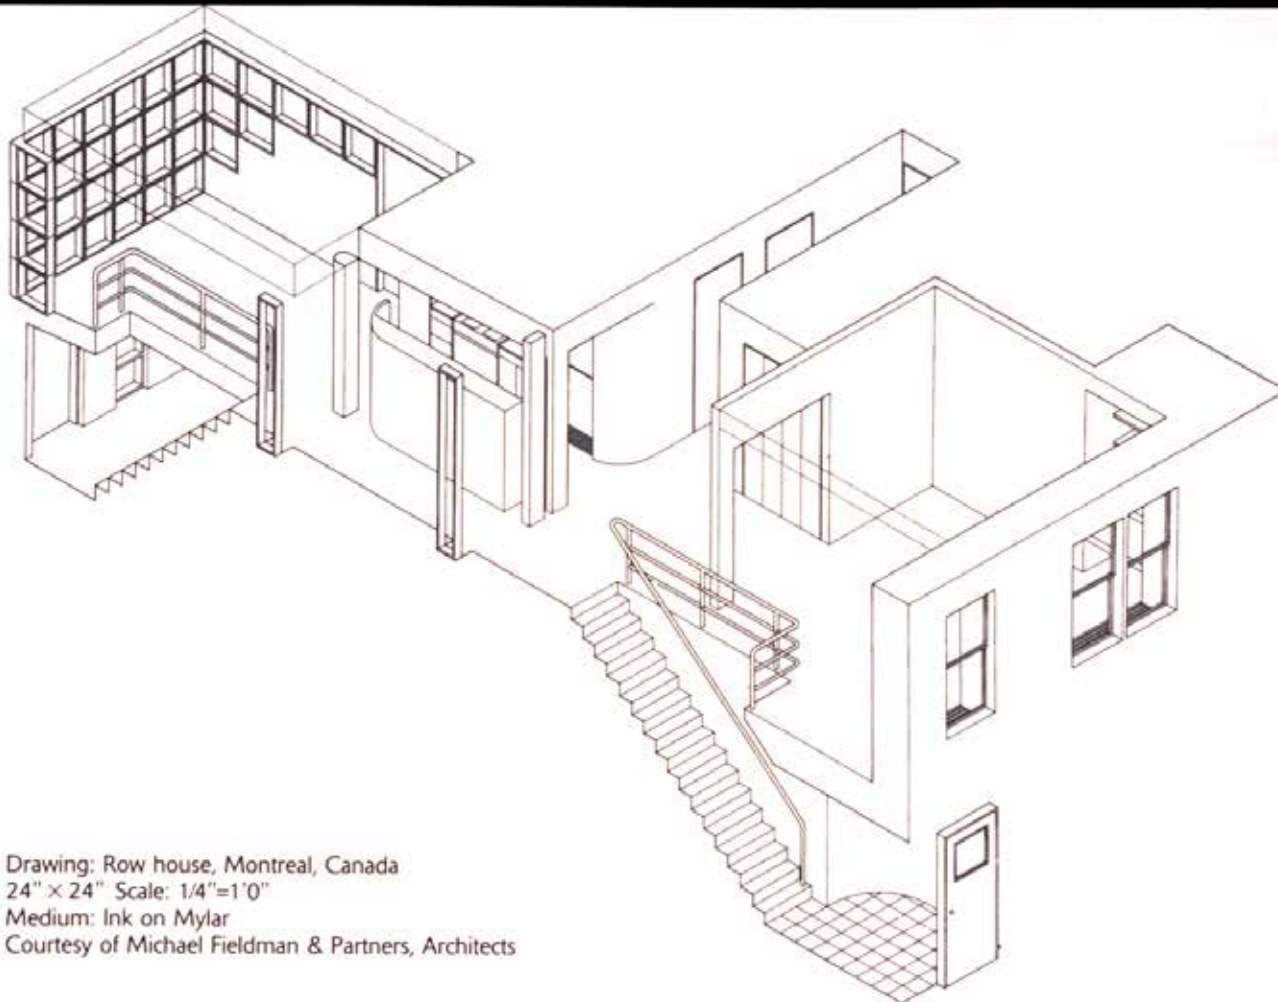 Drawing: Row house, Montreal, Canada
24" × 24" Scale: 1/4"=1'0"
Medium: Ink on Mylar
Courtesy of Michael Fieldman & Partners, Architects